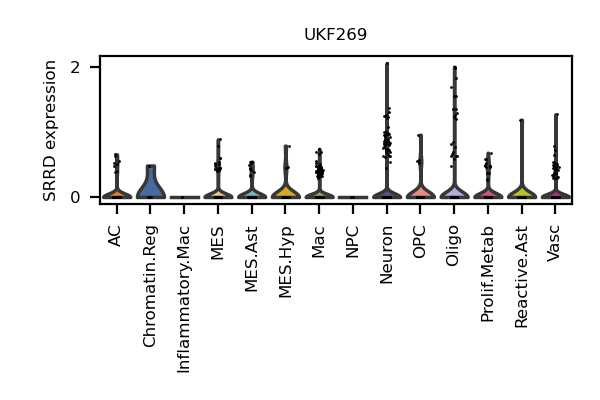 UKF269
SRRD expression
2
0
AC
Chromatin.Reg
Inflammatory.Mac
MES
MES.Ast
MES.Hyp
Mac
NPC
Neuron
OPC
Oligo
Prolif.Metab
Reactive.Ast
Vasc